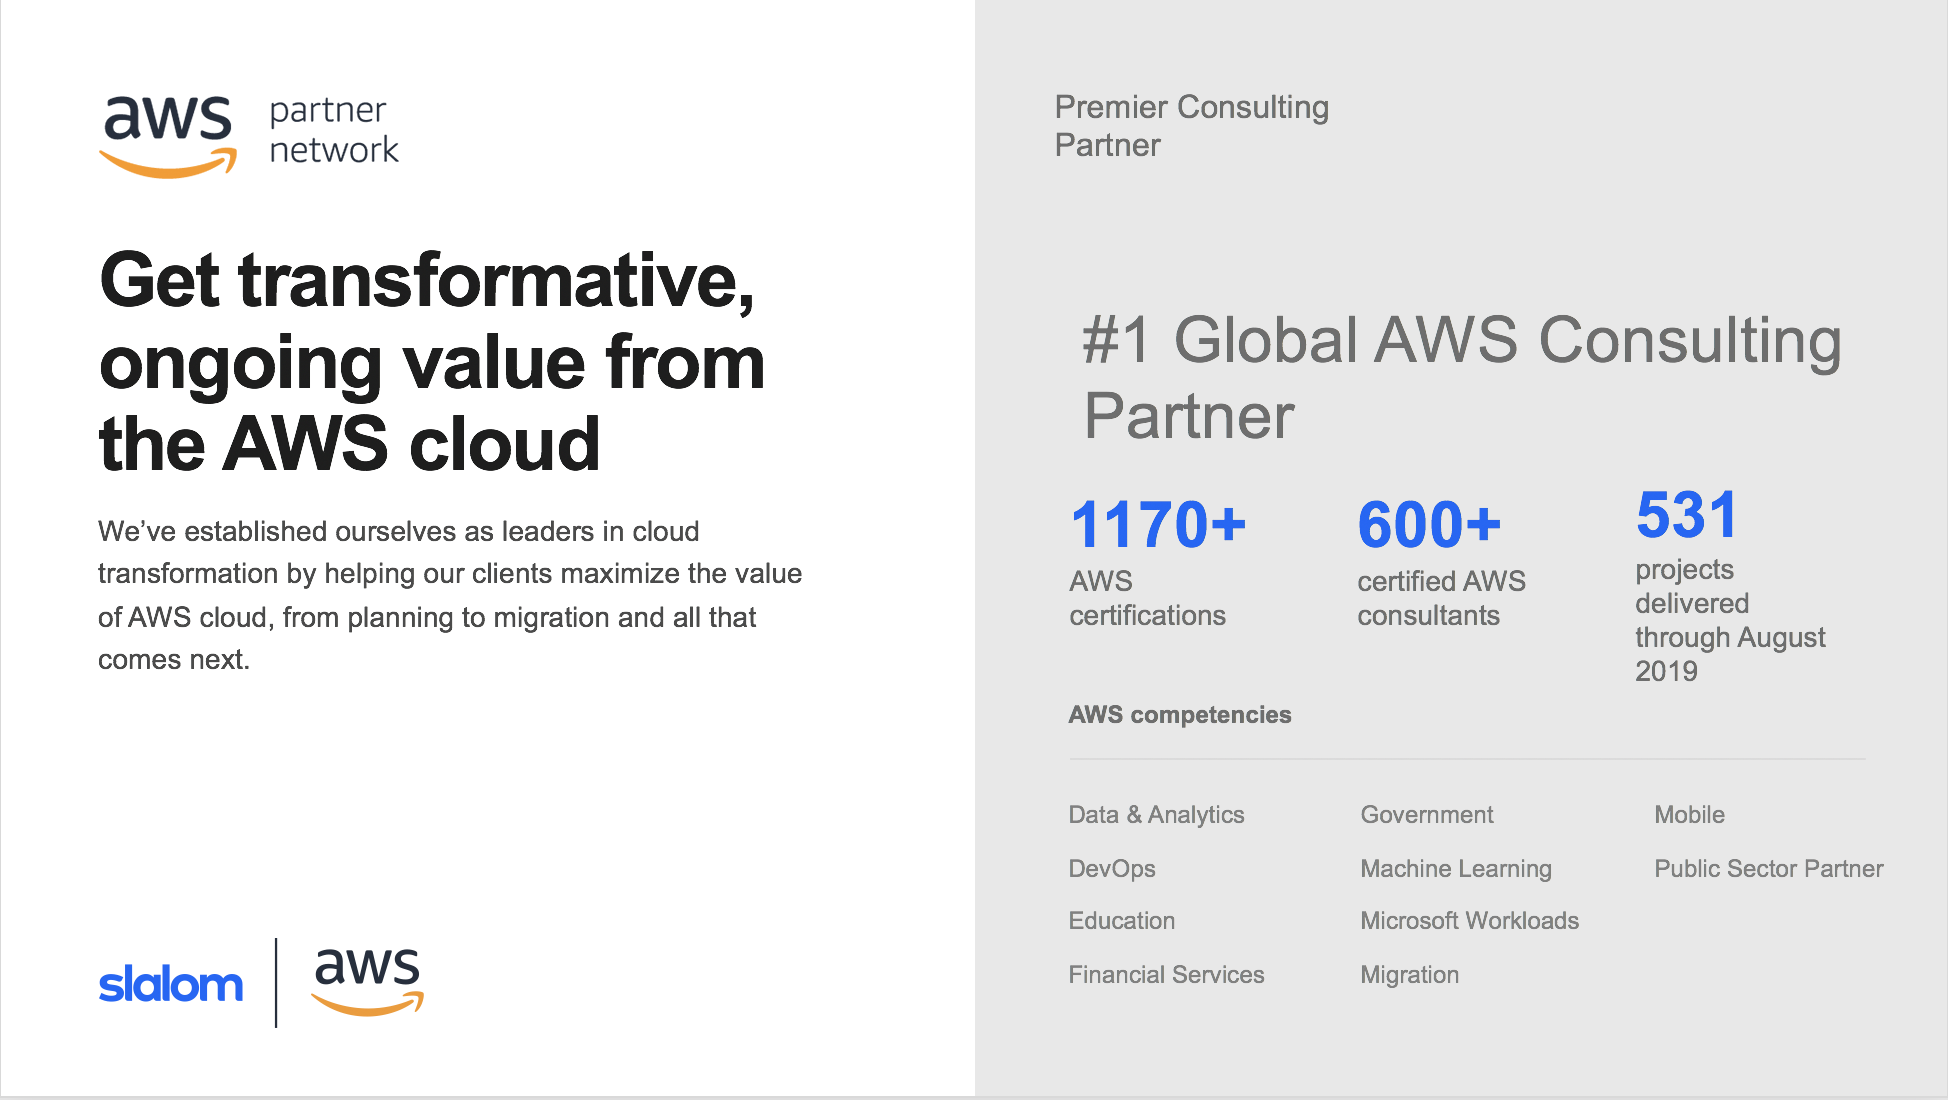 aws partner
network
Get transformative,
ongoing value from
the AWS cloud
We’ve established ourselves as leaders in cloud
transformation by helping our clients maximize the value
of AWS cloud, from planning to migration and all that
comes next.
slalom
aws
Premier Consulting
Partner
#1 Global AWS Consulting
Partner
1170+
AWS
certifications
600+
certified AWS
consultants
531
projects
delivered
through August
2019
AWS competencies
Data & Analytics
DevOps
Education
Financial Services
Government
Machine Learning
Microsoft Workloads
Migration
Mobile
Public Sector Partner